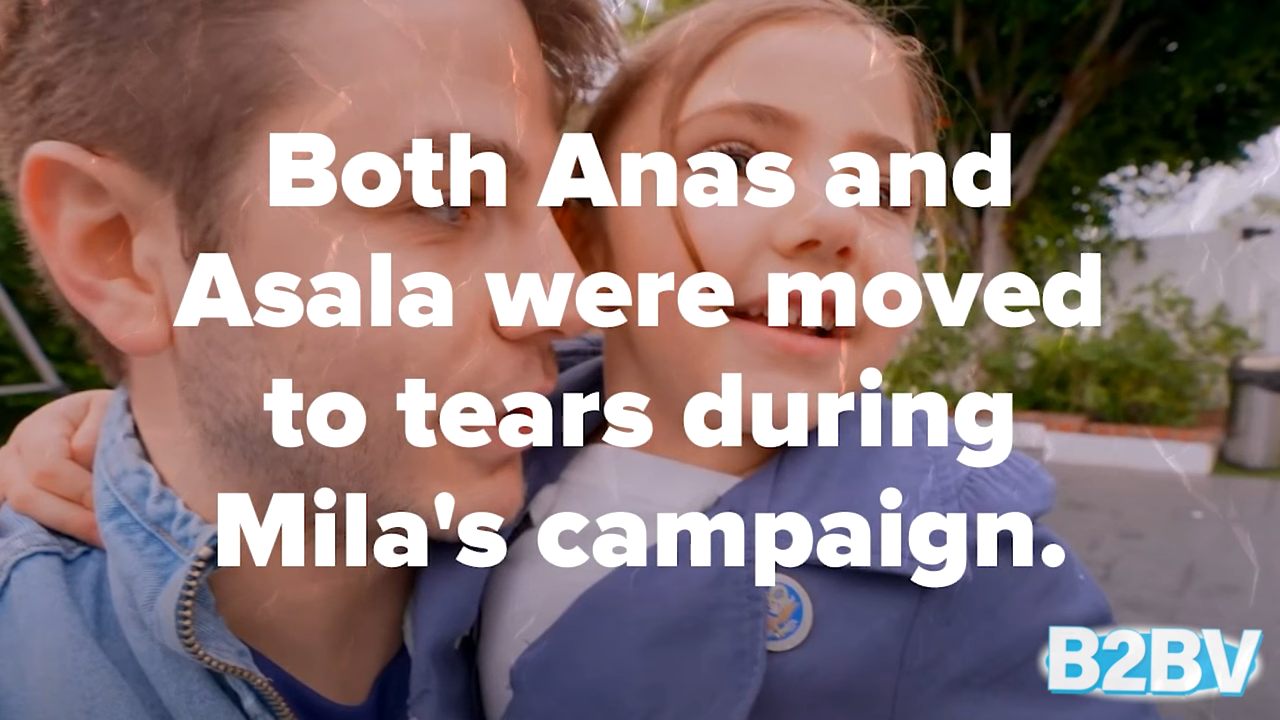 Both Anas and
Asala were moved
to tears during
Mila's campaign.
B2BV